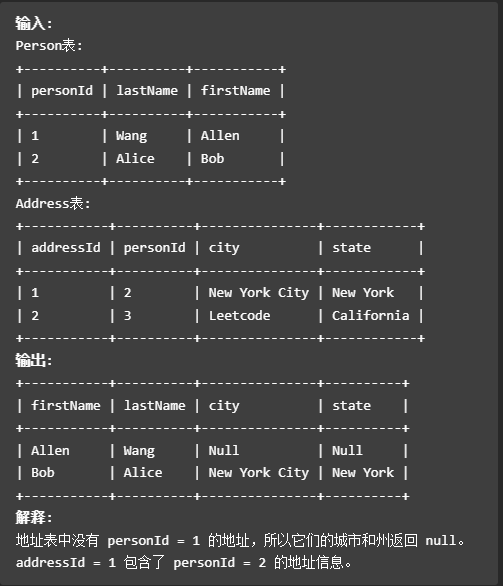 输入:
Person表:
+----------+----------+-----------+
| personId | lastName | firstName |
+----------+----------+-----------+
| 1        | Wang     | Allen     |
| 2        | Alice    | Bob       |
+----------+----------+-----------+
Address表:
+-----------+----------+---------------+------------+
| addressId | personId | city          | state      |
+-----------+----------+---------------+------------+
| 1         | 2        | New York City | New York   |
| 2         | 3        | Leetcode      | California |
+-----------+----------+---------------+------------+
输出:
+-----------+----------+---------------+----------+
| firstName | lastName | city          | state    |
+-----------+----------+---------------+----------+
| Allen     | Wang     | Null          | Null     |
| Bob       | Alice    | New York City | New York |
+-----------+----------+---------------+----------+
解释:
地址表中没有 personId = 1 的地址，所以它们的城市和州返回 null。
addressId = 1 包含了 personId = 2 的地址信息。